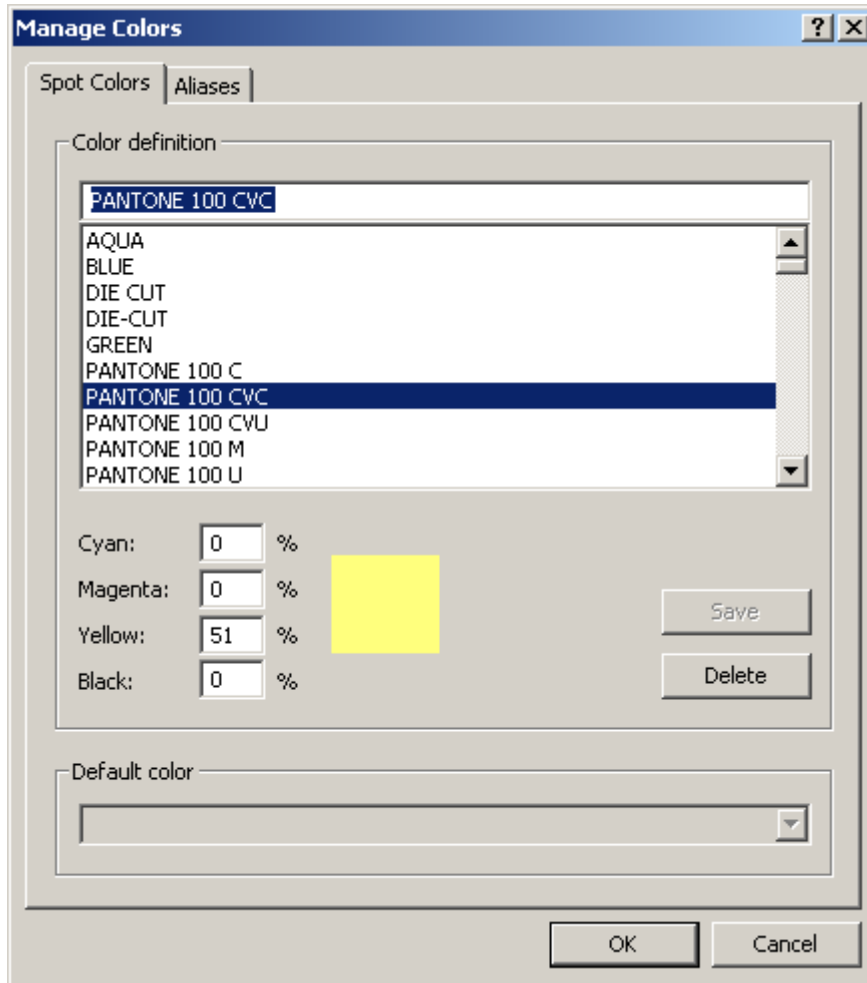 Manage Colors
Spot Colors
Aliases
Color definition
PANTONE 100 CVC
AQUA
BLUE
DIE CUT
DIE-CUT
GREEN
PANTONE 100 C
PANTONE 100 CVC
PANTONE 100 CVU
PANTONE 100 M
PANTONE 100 U
Cyan: 0 %
Magenta: 0 %
Yellow: 51 %
Black: 0 %
Save
Delete
Default color
OK
Cancel